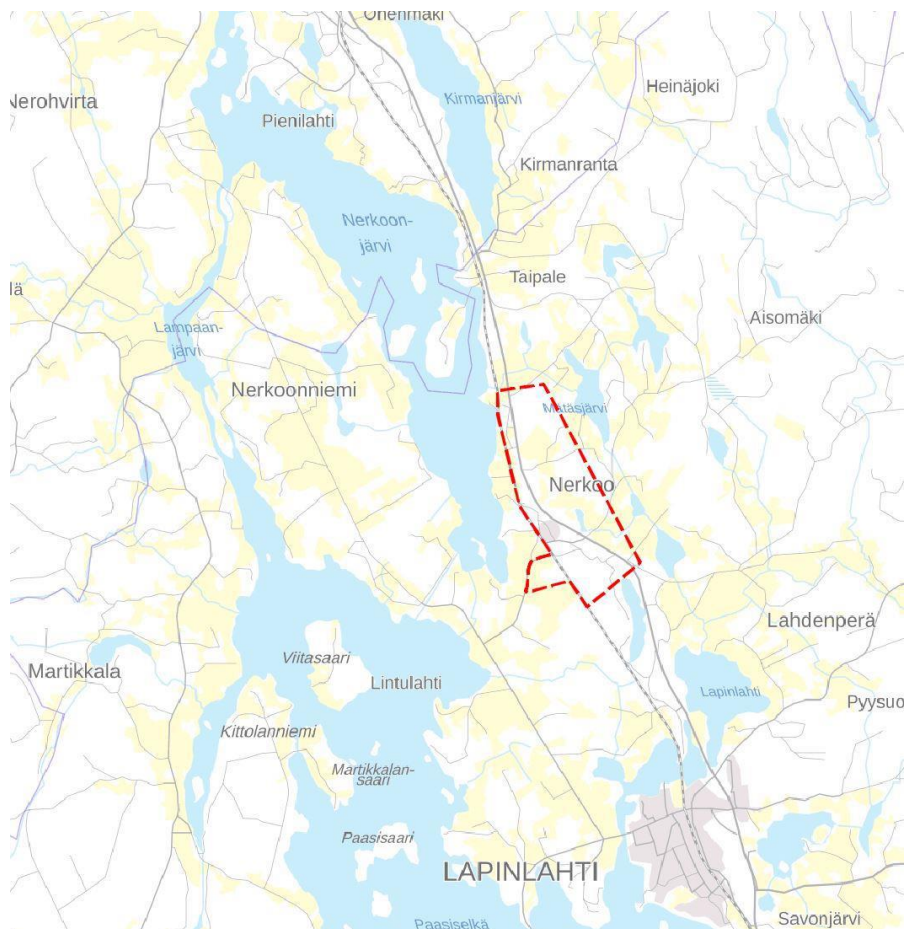 Ohenmäki
Nerohvirta
Kirmanjärvi
Heinäjoki
Pienilahti
Kirmanranta
Nerkoon-
järvi
Taipale
lä
Lampaan-
järvi
Aisomäki
Nerkoonniemi
Mätäsjärvi
Nerkoo
Lahdenperä
Viitasaari
Martikkala
Lintulahti
Lapinlahti
Pyysuo
Kittolanniemi
Martikkalan-
saari
Paasisaari
LAPINLAHTI
Paasiselkä
Savonjärvi